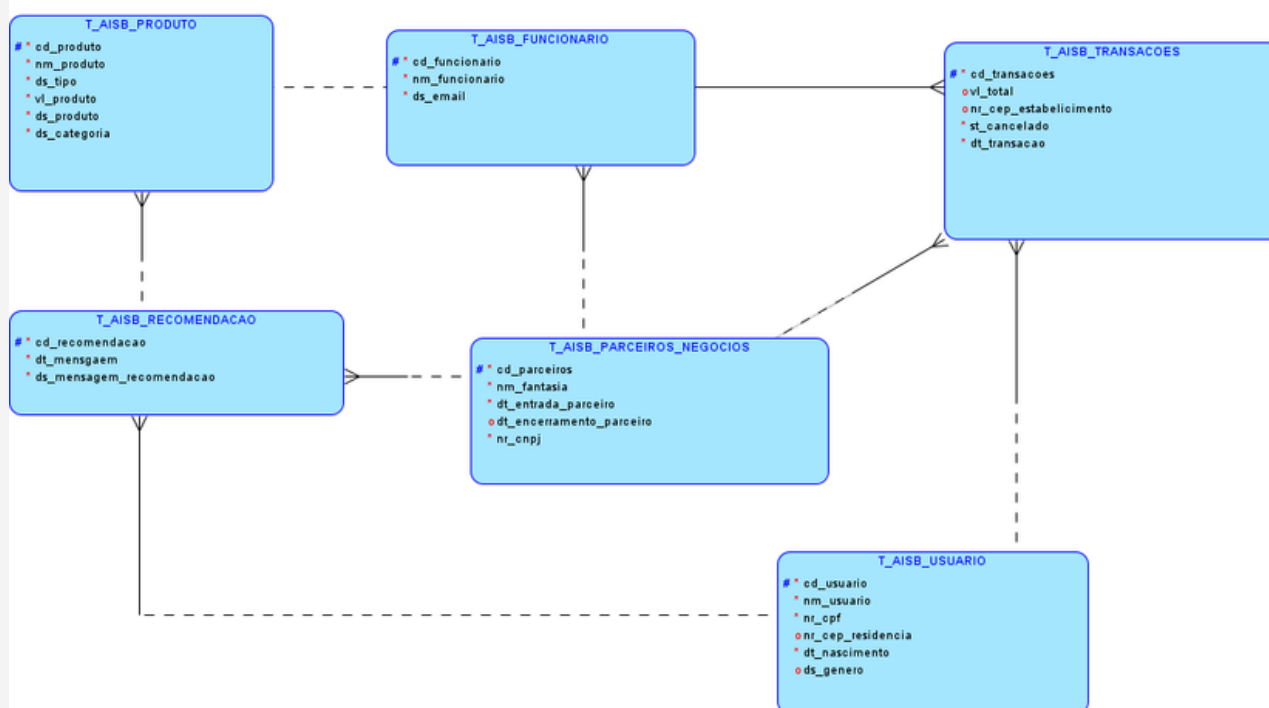 T_AISB_PRODUTO
# * cd_produto
* nm_produto
* ds_tipo
* vl_produto
* ds_produto
* ds_categoria
T_AISB_FUNCIONARIO
# * cd_funcionario
* nm_funcionario
* ds_email
T_AISB_TRANSACOES
# * cd_transacoes
o vl_total
o nr_cep_estabelicimento
* st_cancelado
* dt_transacao
T_AISB_RECOMENDACAO
# * cd_recomendacao
* dt_mensgaem
* ds_mensagem_recomendacao
T_AISB_PARCEIROS_NEGOCIOS
# * cd_parceiros
* nm_fantasia
* dt_entrada_parceiro
o dt_encerramento_parceiro
* nr_cnpj
T_AISB_USUARIO
# * cd_usuario
* nm_usuario
* nr_cpf
o nr_cep_residencia
* dt_nascimento
o ds_genero